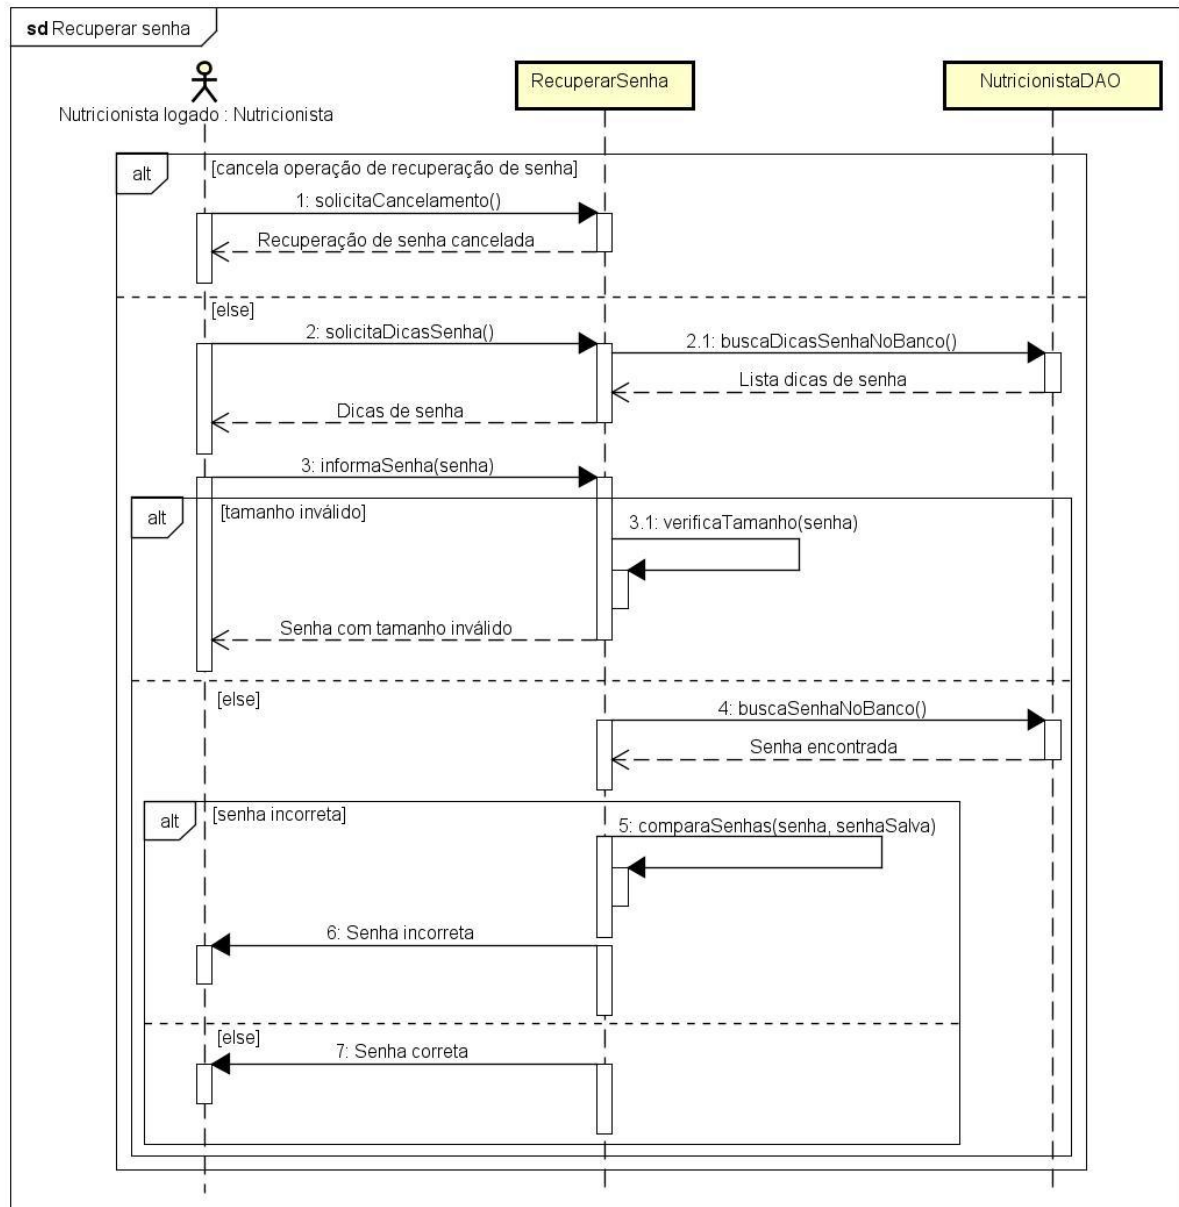 sd Recuperar senha
Nutricionista logado : Nutricionista
RecuperarSenha
NutricionistaDAO
alt
[cancela operação de recuperação de senha]
1: solicitaCancelamento()
Recuperação de senha cancelada
[else]
2: solicitaDicasSenha()
2.1: buscaDicasSenhaNoBanco()
Lista dicas de senha
Dicas de senha
3: informaSenha(senha)
alt
[tamanho inválido]
3.1: verificaTamanho(senha)
Senha com tamanho inválido
[else]
4: buscaSenhaNoBanco()
Senha encontrada
alt
[senha incorreta]
5: comparaSenhas(senha, senhaSalva)
6: Senha incorreta
[else]
7: Senha correta